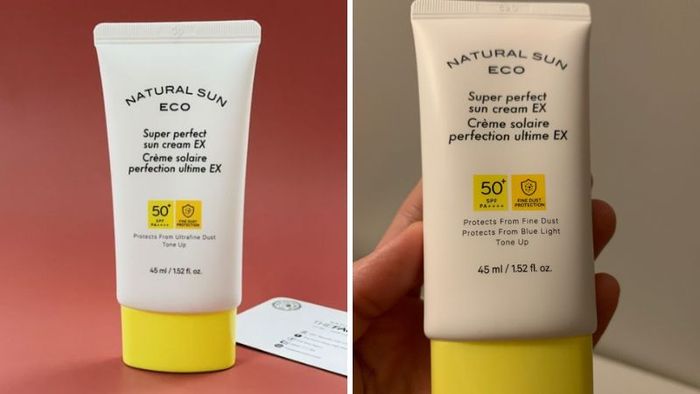 NATURAL SUN
ECO
Super perfect
sun cream EX
Crème solaire
perfection ultime EX
50+
SPF
PA++++
FINE DUST
PROTECTION
Protects From Ultrafine Dust
Tone Up
45 ml / 1.52 fl. oz.
NATURAL SUN
ECO
Super perfect
sun cream EX
Crème solaire
perfection ultime EX
50+
SPF
PA++++
FINE DUST
PROTECTION
Protects From Fine Dust
Protects From Blue Light
Tone Up
45 ml / 1.52 fl. oz.